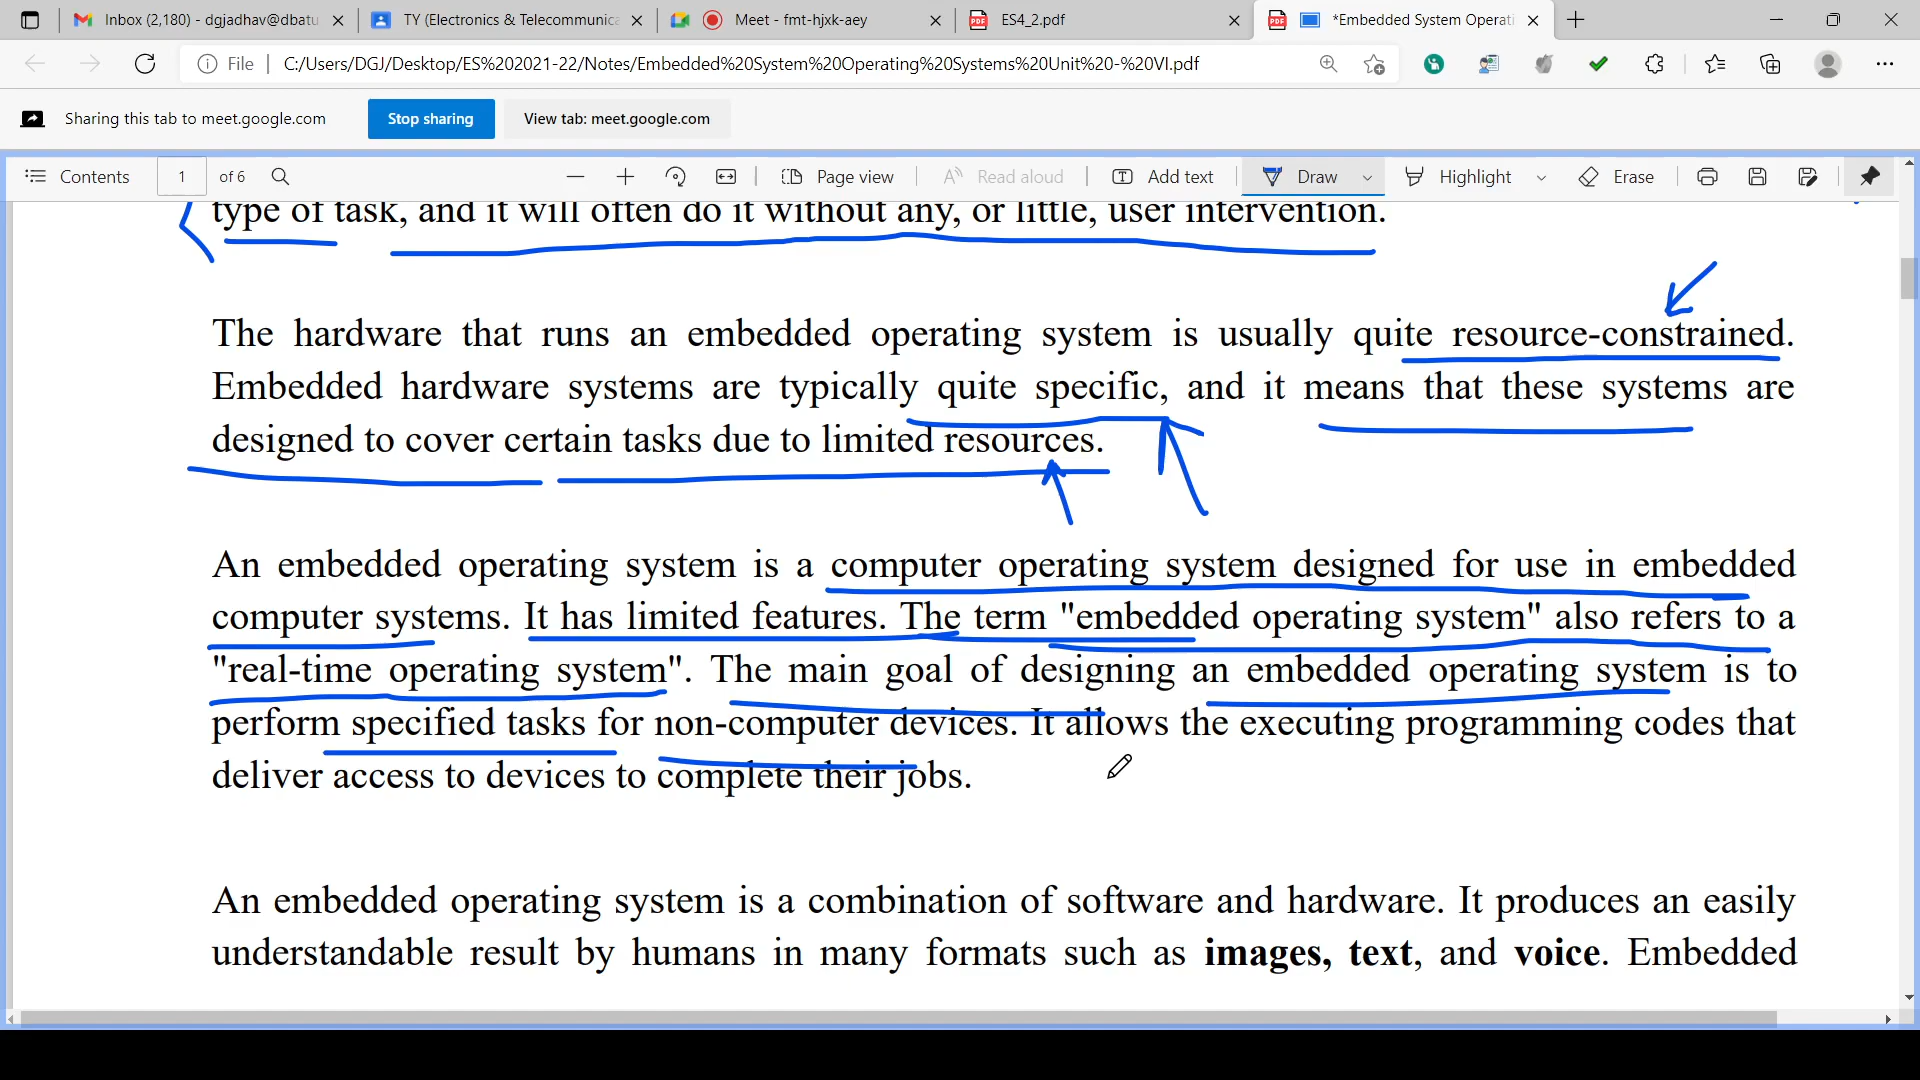 Inbox (2,180) - dgjadhav@dbatu
TY (Electronics & Telecommunica
Meet - fmt-hjxk-aey
ES4_2.pdf
*Embedded System Operati
File
C:/Users/DGJ/Desktop/ES%202021-22/Notes/Embedded%20System%20Operating%20Systems%20Unit%20-%20VI.pdf
Sharing this tab to meet.google.com
Stop sharing
View tab: meet.google.com
Contents
1 of 6
Page view
Read aloud
Add text
Draw
Highlight
Erase
type of task, and it will often do it without any, or little, user intervention.
The hardware that runs an embedded operating system is usually quite resource-constrained.
Embedded hardware systems are typically quite specific, and it means that these systems are
designed to cover certain tasks due to limited resources.
An embedded operating system is a computer operating system designed for use in embedded
computer systems. It has limited features. The term "embedded operating system" also refers to a
"real-time operating system". The main goal of designing an embedded operating system is to
perform specified tasks for non-computer devices. It allows the executing programming codes that
deliver access to devices to complete their jobs.
An embedded operating system is a combination of software and hardware. It produces an easily
understandable result by humans in many formats such as images, text, and voice. Embedded